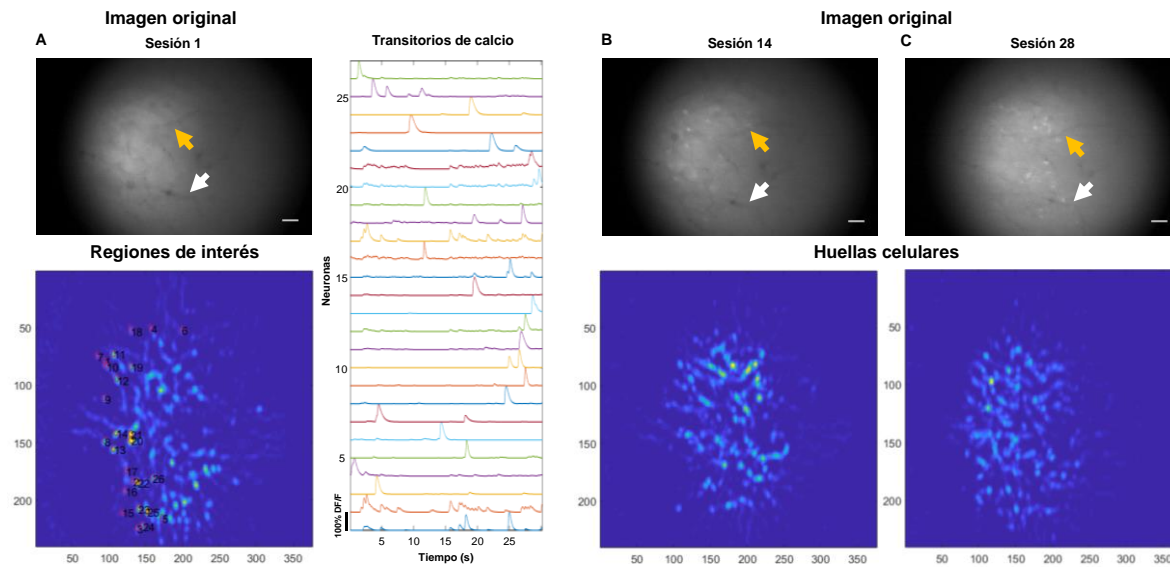 Imagen original
A
Sesión 1
Transitorios de calcio
25
20
15
10
5
Neuronas
100% DF/F
5 10 15 20 25
Tiempo (s)
Regiones de interés
50
100
150
200
50 100 150 200 250 300 350
18 4 6
7 11
10 19
12
9
14 21
20
13
17
22 26
16
15 25 5
24
Imagen original
B
Sesión 14
C
Sesión 28
Huellas celulares
50
100
150
200
50 100 150 200 250 300 350
50
100
150
200
50 100 150 200 250 300 350